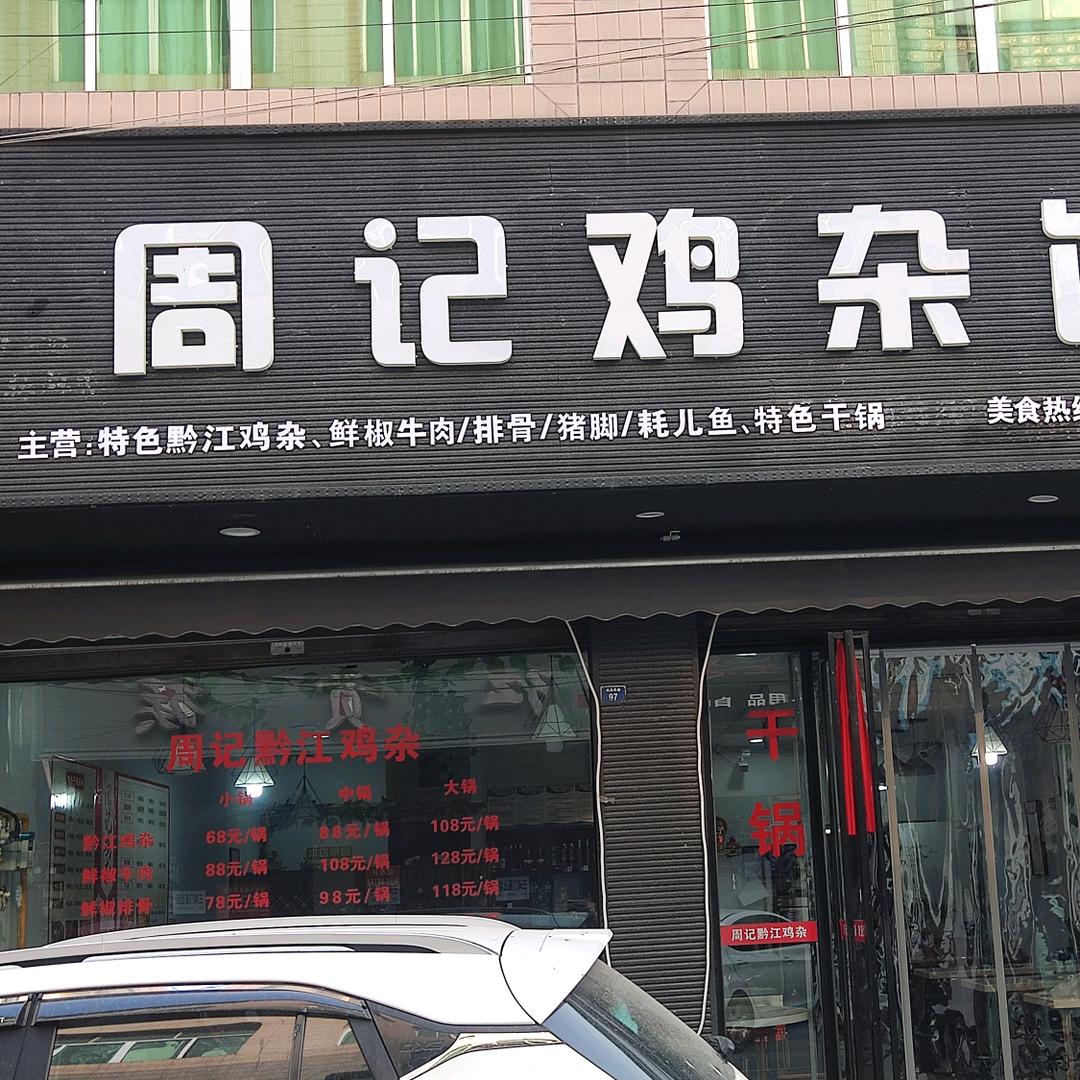 周记鸡杂
主营:特色黔江鸡杂、鲜椒牛肉/排骨/猪脚/耗儿鱼、特色干锅
美食热线
97
周记黔江鸡杂
小锅 中锅 大锅
黔江鸡杂 68元/锅 88元/锅 108元/锅
鲜椒牛肉 88元/锅 108元/锅 128元/锅
鲜椒排骨 78元/锅 98元/锅 118元/锅
用品 自
干锅
周记黔江鸡杂